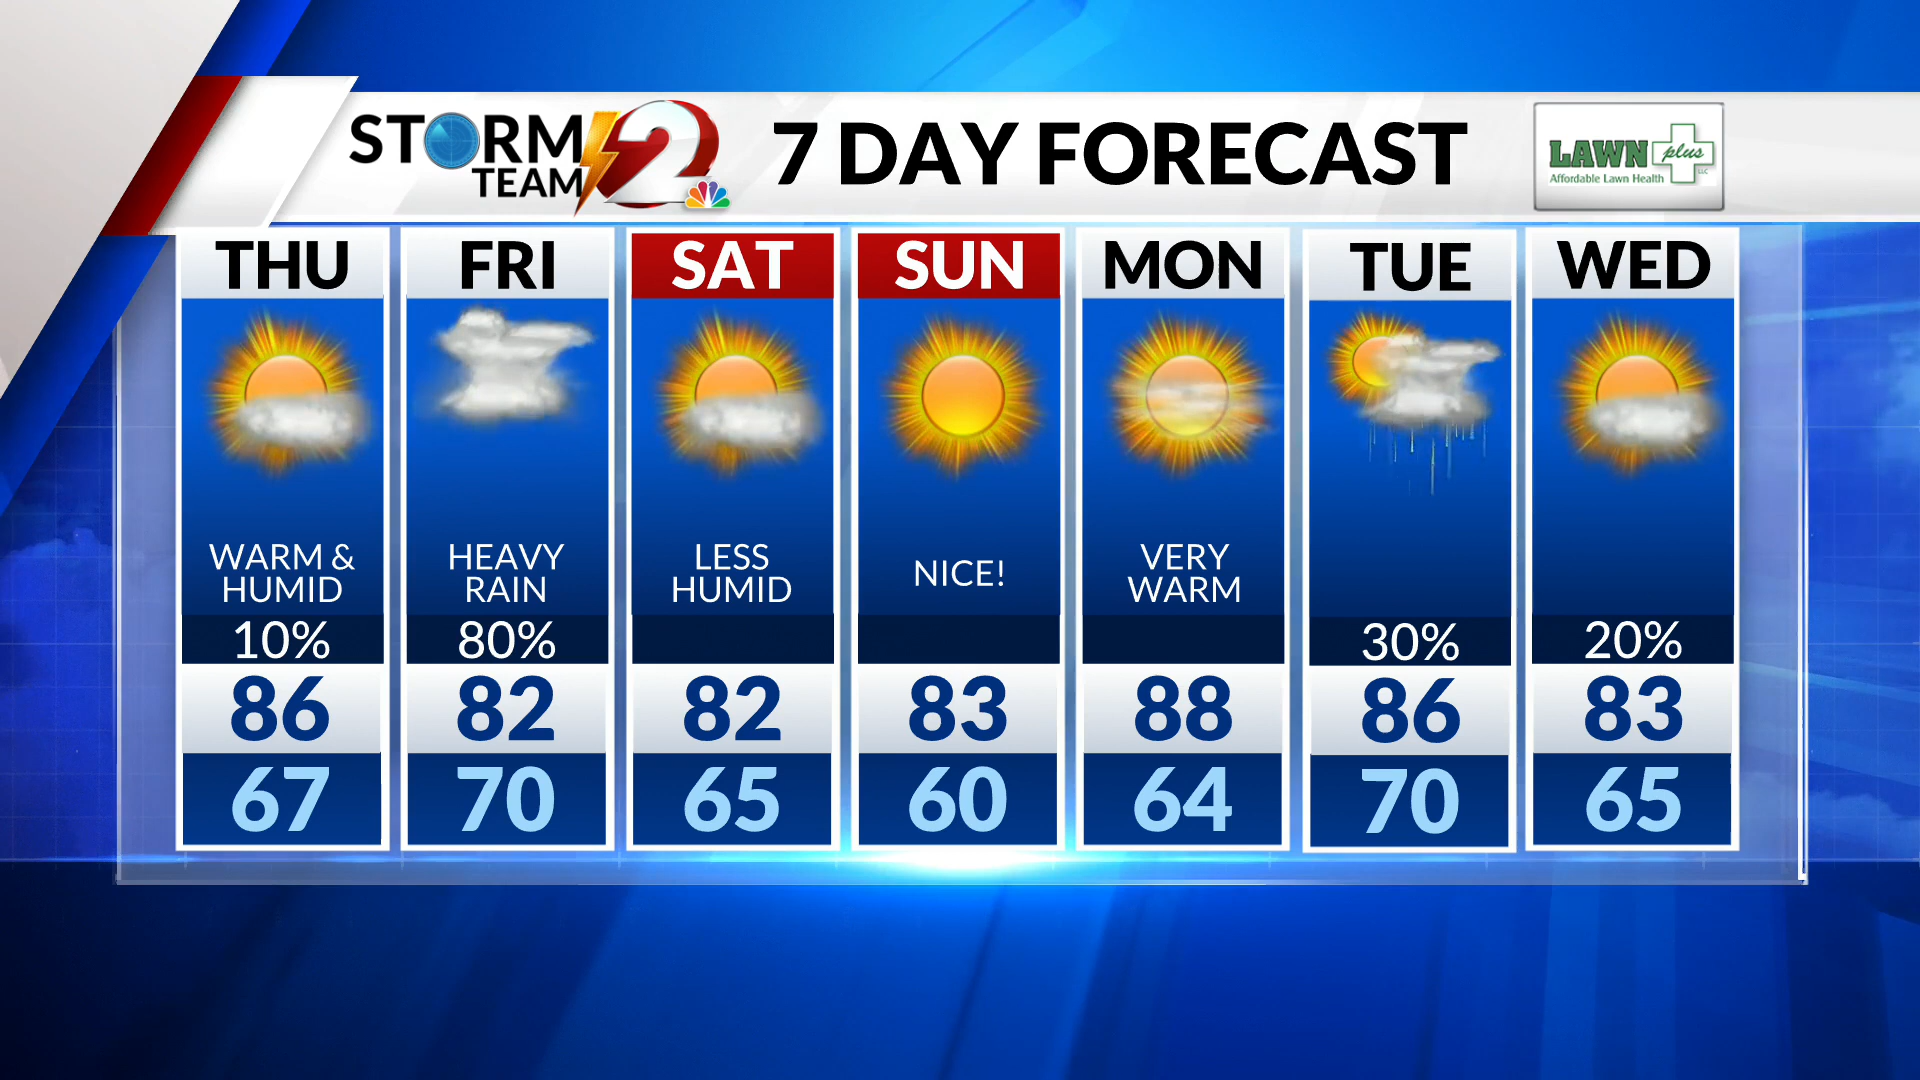 STORM
TEAM
2
7 DAY FORECAST
LAWN plus LLC
Affordable Lawn Health
THU
WARM &
HUMID
10%
86
67
FRI
HEAVY
RAIN
80%
82
70
SAT
LESS
HUMID
82
65
SUN
NICE!
83
60
MON
VERY
WARM
88
64
TUE
30%
86
70
WED
20%
83
65